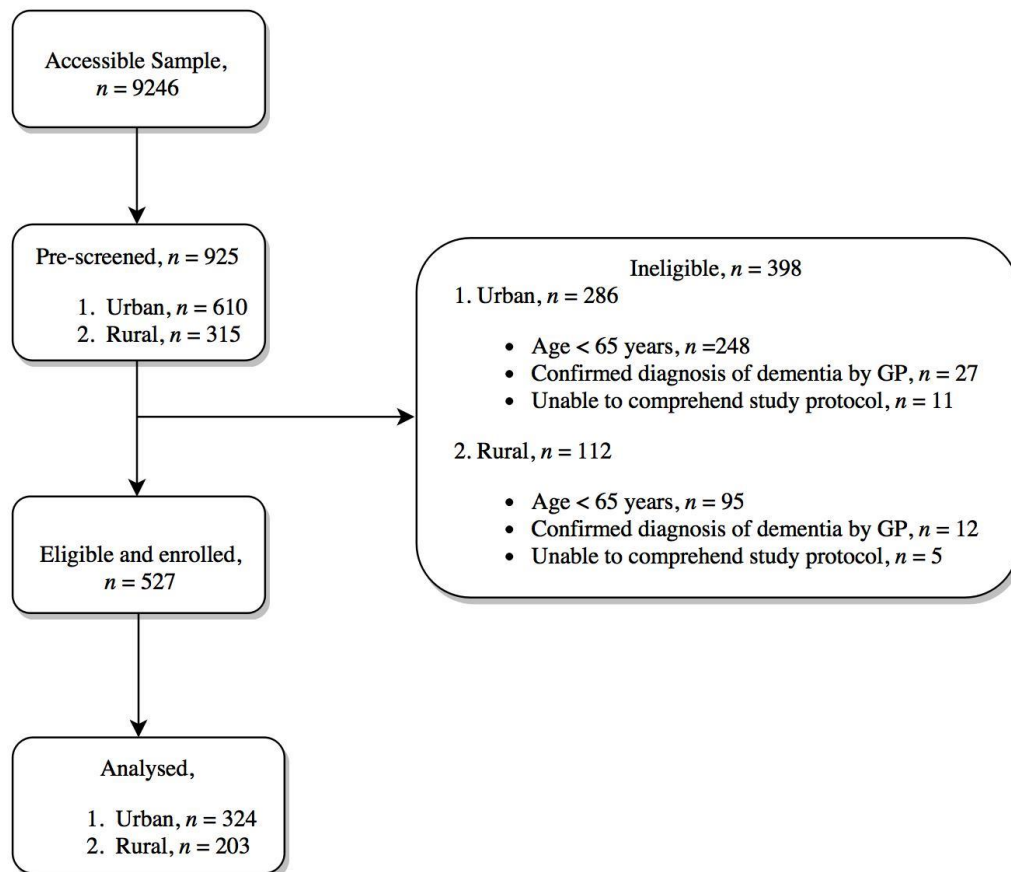 Accessible Sample,
n = 9246
Pre-screened, n = 925
1. Urban, n = 610
2. Rural, n = 315
Ineligible, n = 398
1. Urban, n = 286
• Age < 65 years, n =248
• Confirmed diagnosis of dementia by GP, n = 27
• Unable to comprehend study protocol, n = 11
2. Rural, n = 112
• Age < 65 years, n = 95
• Confirmed diagnosis of dementia by GP, n = 12
• Unable to comprehend study protocol, n = 5
Eligible and enrolled,
n = 527
Analysed,
1. Urban, n = 324
2. Rural, n = 203